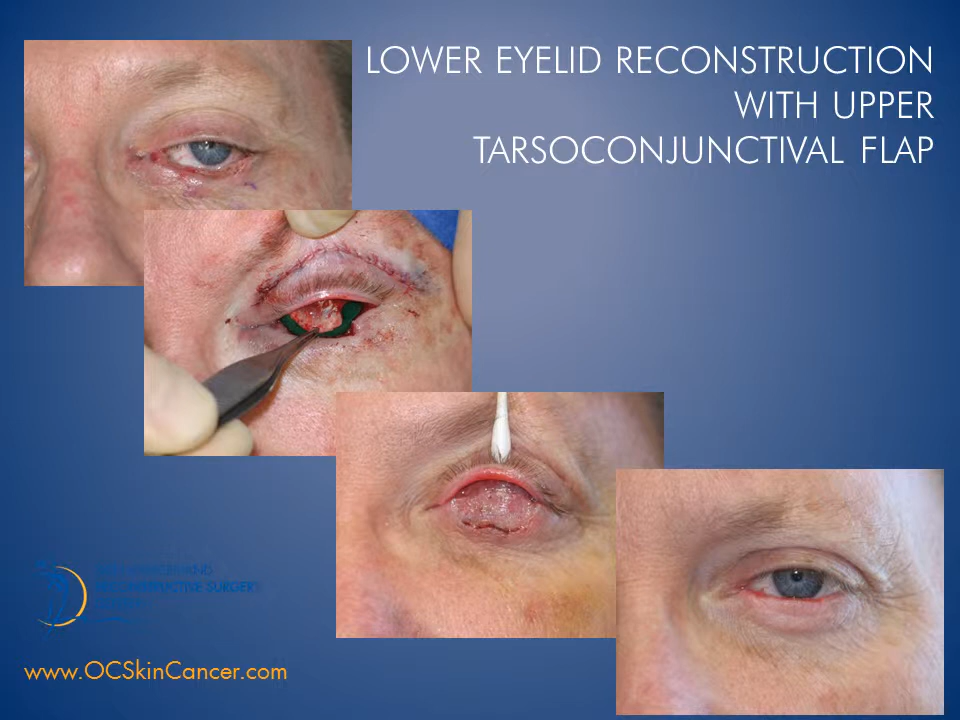 LOWER EYELID RECONSTRUCTION
WITH UPPER
TARSOCONJUNCTIVAL FLAP
RECONSTRUCTIVE SURGERY
www.OCSkinCancer.com